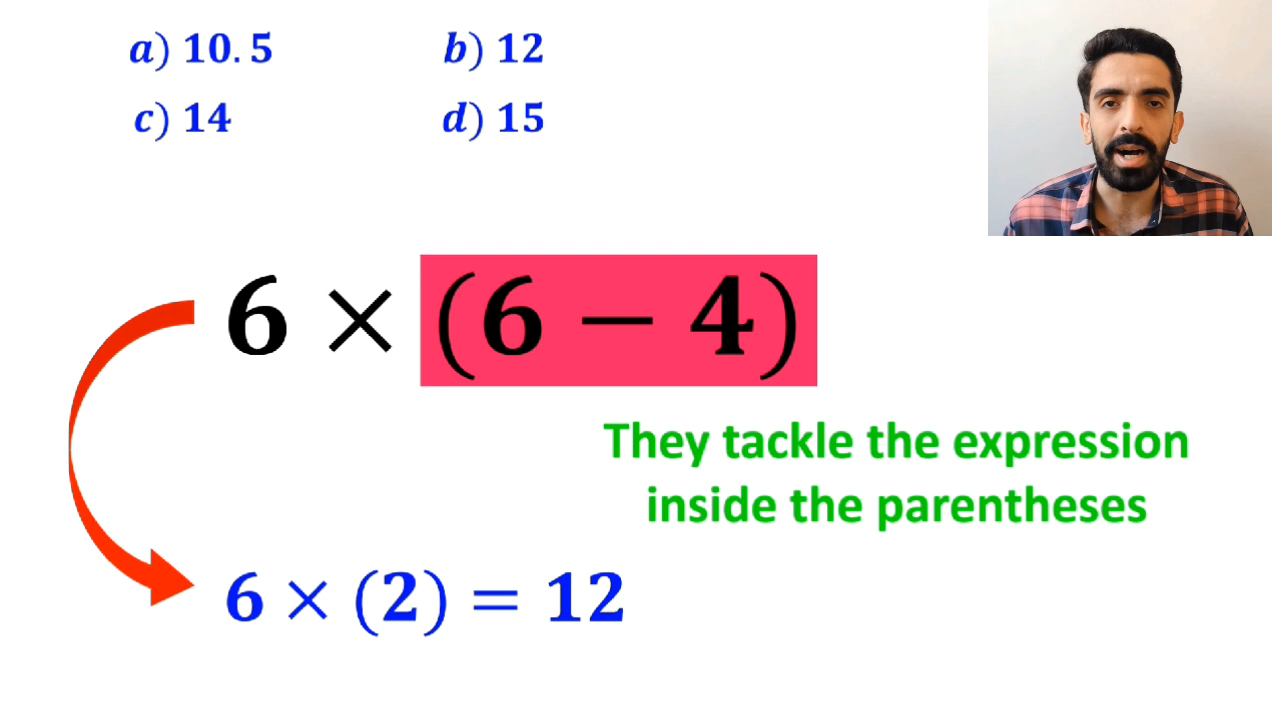 a) 10.5 b) 12
c) 14 d) 15
6 × (6 − 4)
They tackle the expression
inside the parentheses
6 × (2) = 12